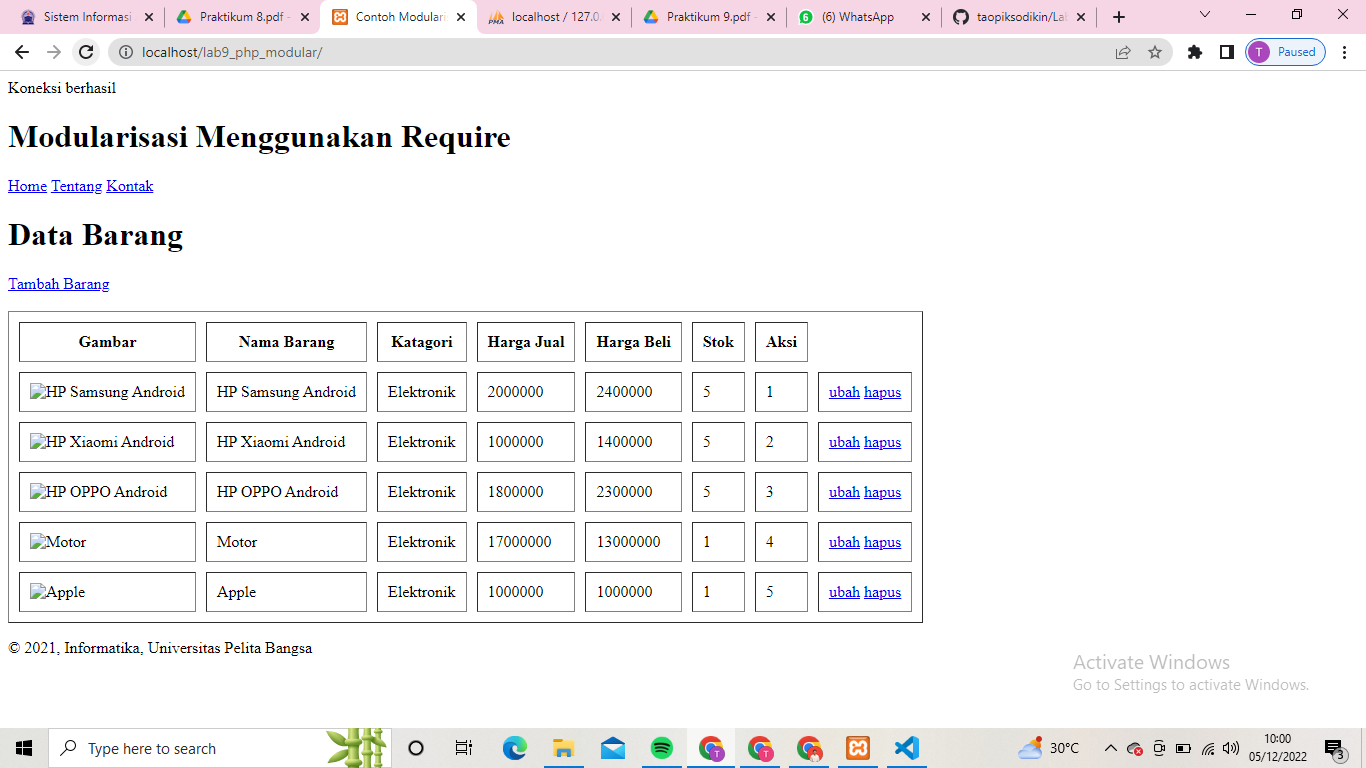 Sistem Informasi
Praktikum 8.pdf -
Contoh Modulari
localhost / 127.0.
Praktikum 9.pdf -
(6) WhatsApp
taopiksodikin/Lab
localhost/lab9_php_modular/
T Paused
Koneksi berhasil
Modularisasi Menggunakan Require
Home Tentang Kontak
Data Barang
Tambah Barang
Gambar Nama Barang Katagori Harga Jual Harga Beli Stok Aksi
HP Samsung Android HP Samsung Android Elektronik 2000000 2400000 5 1 ubah hapus
HP Xiaomi Android HP Xiaomi Android Elektronik 1000000 1400000 5 2 ubah hapus
HP OPPO Android HP OPPO Android Elektronik 1800000 2300000 5 3 ubah hapus
Motor Motor Elektronik 17000000 13000000 1 4 ubah hapus
Apple Apple Elektronik 1000000 1000000 1 5 ubah hapus
© 2021, Informatika, Universitas Pelita Bangsa
Activate Windows
Go to Settings to activate Windows.
Type here to search
30°C
10:00
05/12/2022
3